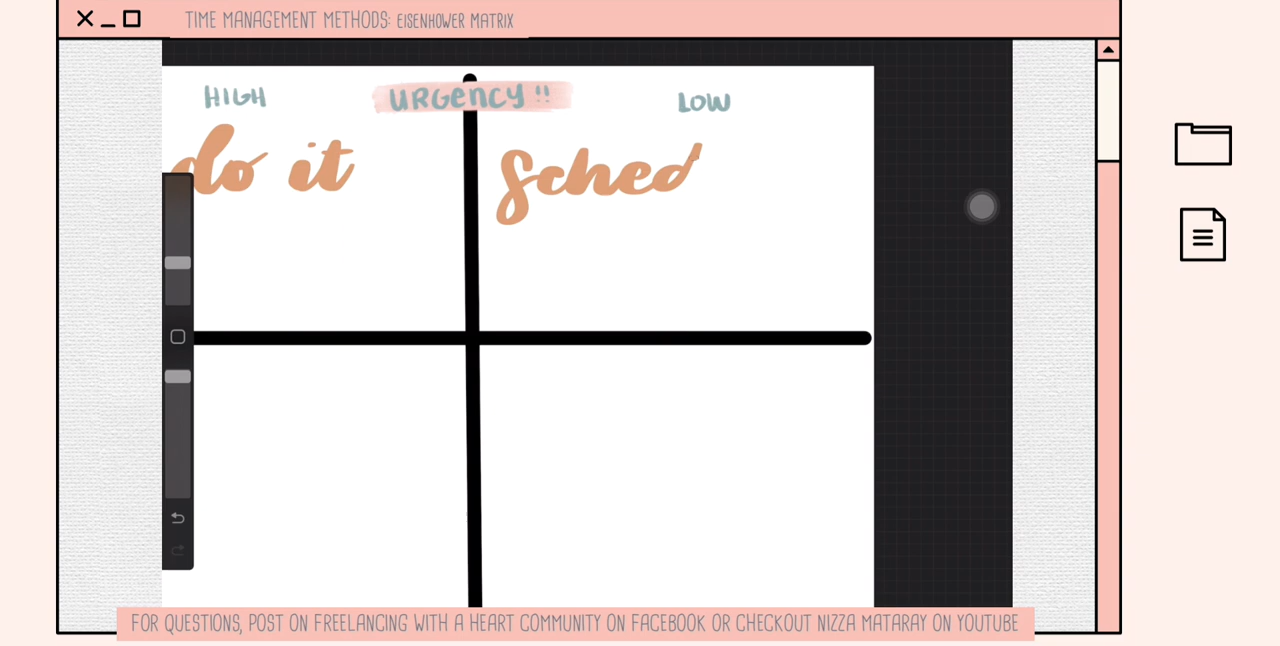 TIME MANAGEMENT METHODS: EISENHOWER MATRIX
HIGH URGENCY !! LOW
do it sched
FOR QUESTIONS, POST ON FREELANCING WITH A HEART COMMUNITY ON FACEBOOK OR CHECKOUT NIZZA MATARAY ON YOUTUBE